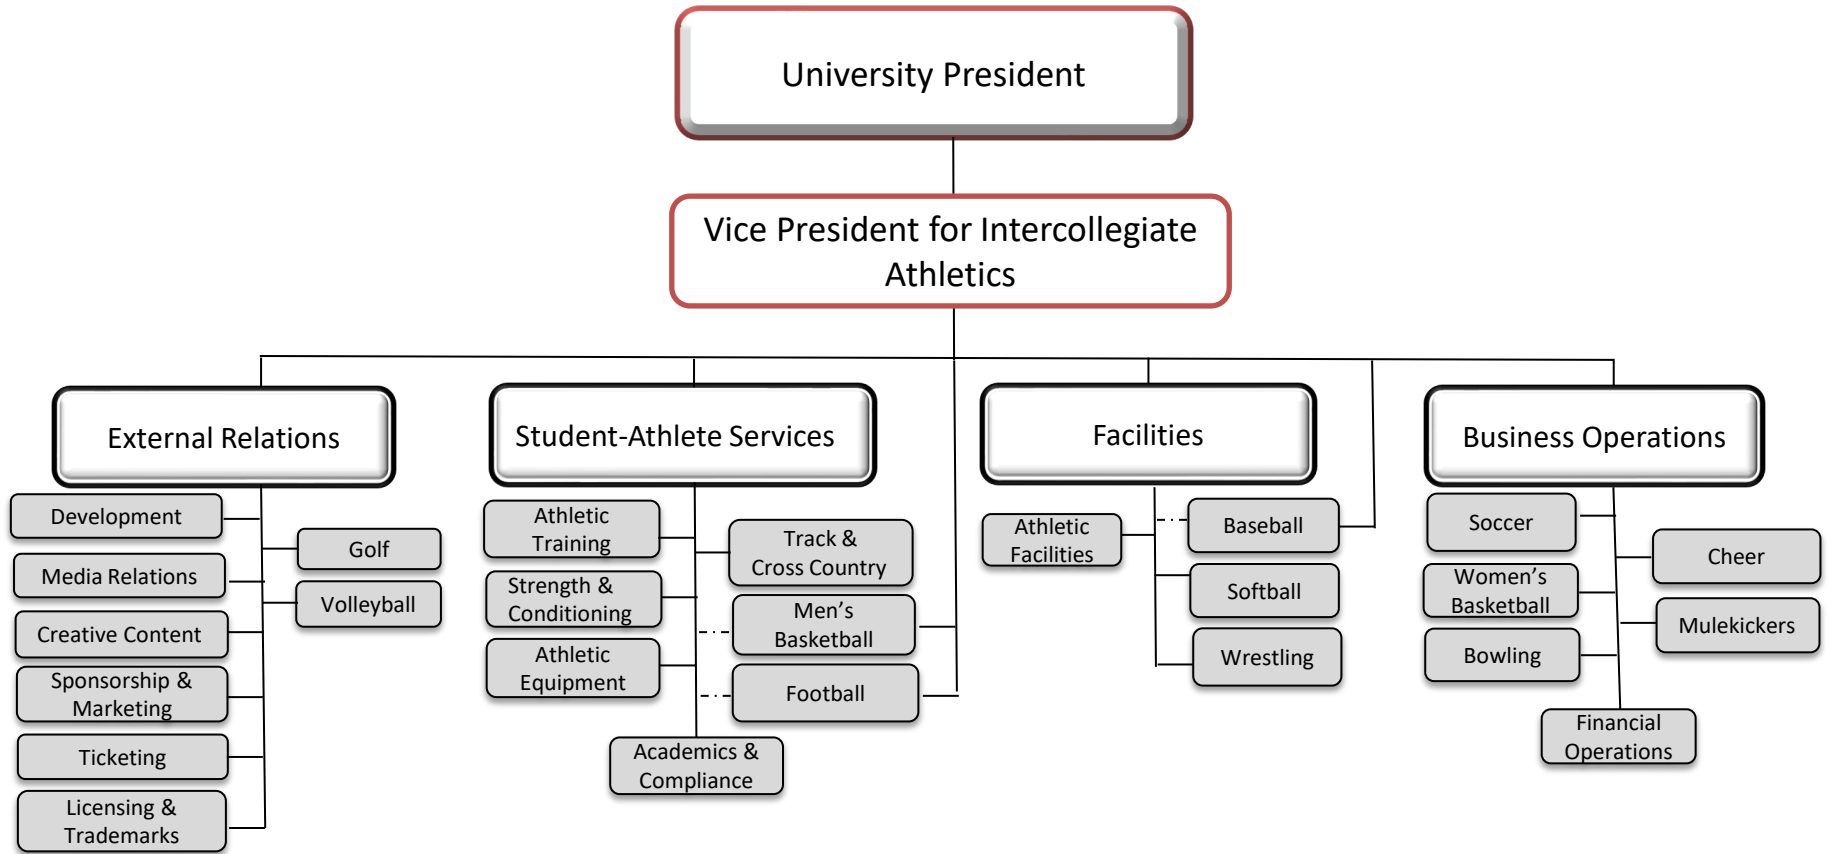 University President
Vice President for Intercollegiate
Athletics
External Relations
Student-Athlete Services
Facilities
Business Operations
Development
Media Relations
Creative Content
Sponsorship &
Marketing
Ticketing
Licensing &
Trademarks
Golf
Volleyball
Athletic
Training
Strength &
Conditioning
Athletic
Equipment
Track &
Cross Country
Men’s
Basketball
Football
Academics &
Compliance
Athletic
Facilities
Baseball
Softball
Wrestling
Soccer
Women’s
Basketball
Bowling
Cheer
Mulekickers
Financial
Operations